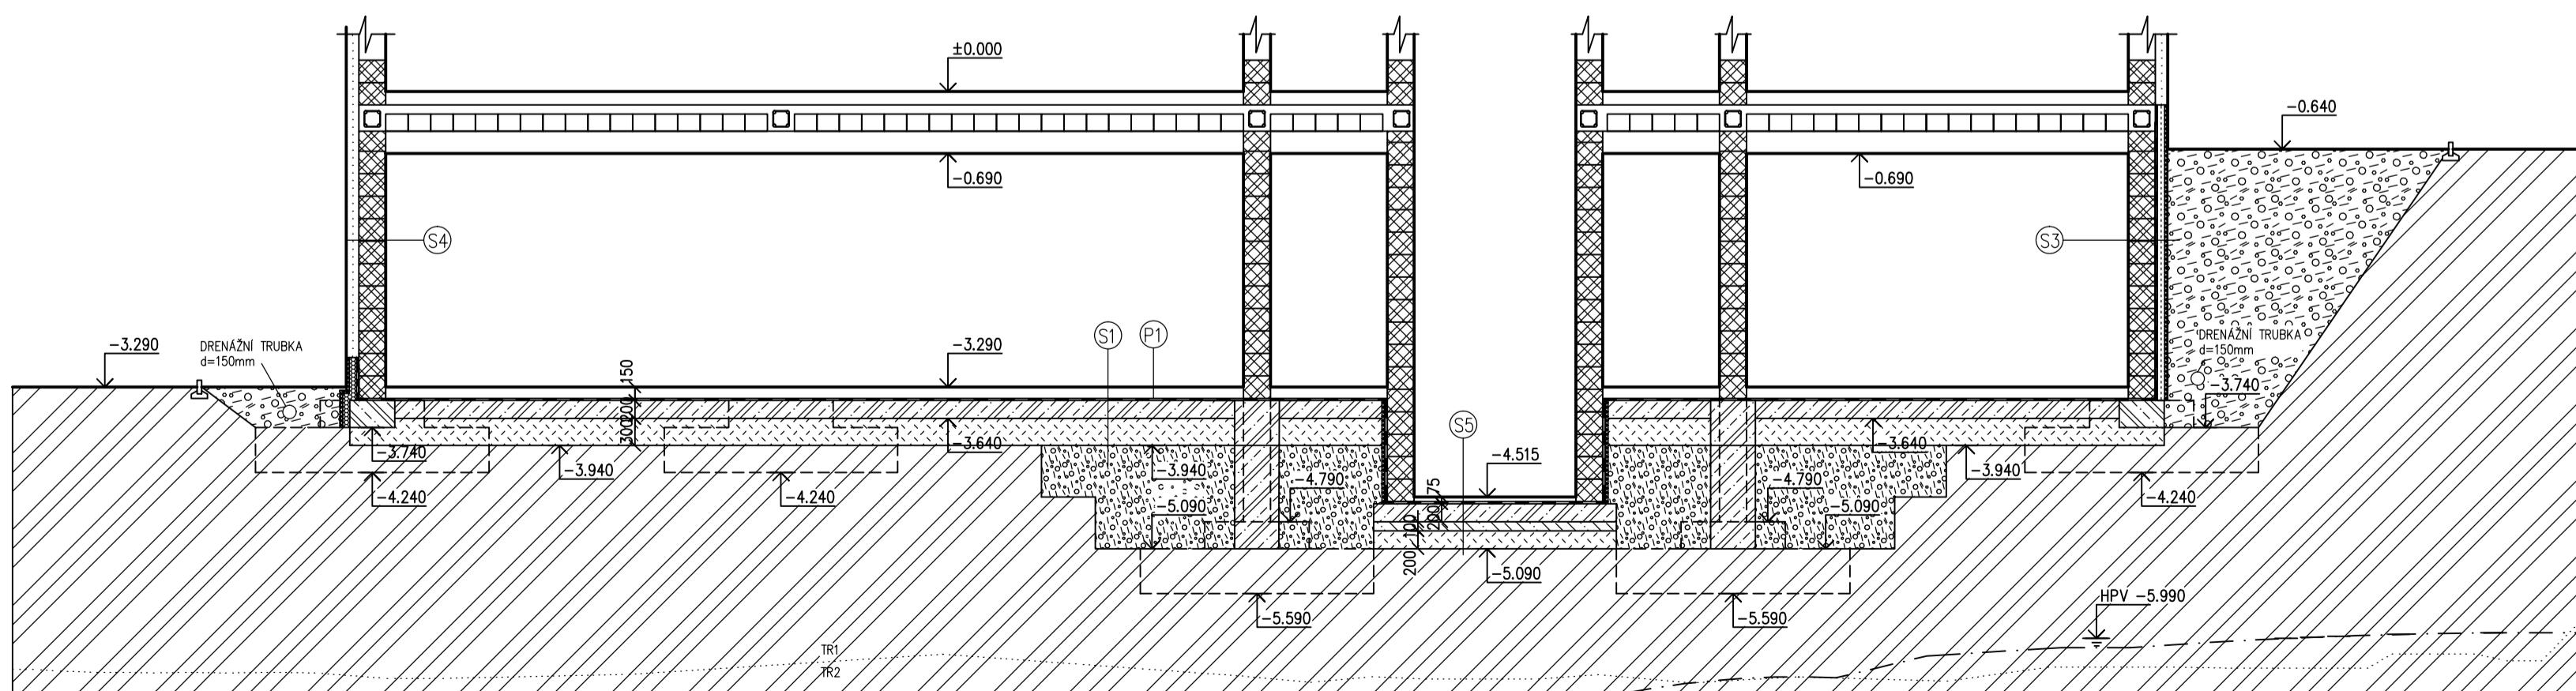 ±0.000
-0.640
-0.690
-0.690
S4
S3
-3.290
DRENÁŽNÍ TRUBKA
d=150mm
150
-3.290
S1
P1
DRENÁŽNÍ TRUBKA
d=150mm
-3.740
200
300
-3.740
-3.940
-3.640
-3.940
S5
-3.640
-3.940
-4.240
-4.240
-4.790
-4.515
75
-4.790
-4.240
-5.090
200
100
-5.090
200
-5.090
-5.590
-5.590
HPV -5.990
TR1
TR2